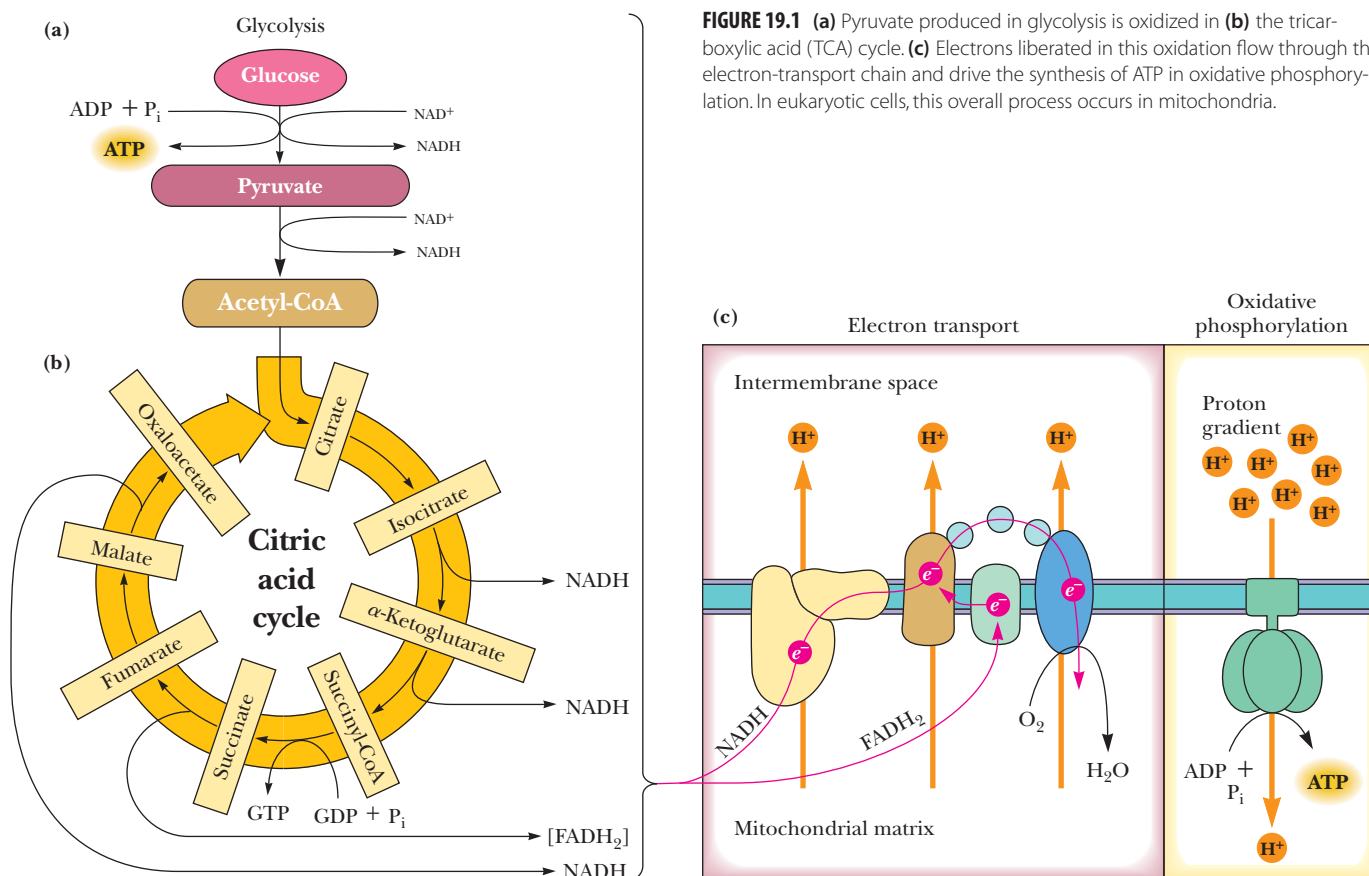 (a)
Glycolysis
Glucose
ADP + Pi
NAD⁺
ATP
NADH
Pyruvate
NAD⁺
NADH
Acetyl-CoA
(b)
Citrate
Isocitrate
NADH
α-Ketoglutarate
NADH
Succinyl-CoA
GDP + Pi
GTP
Succinate
[FADH₂]
Fumarate
Malate
NADH
Oxaloacetate
Citric
acid
cycle
FIGURE 19.1 (a) Pyruvate produced in glycolysis is oxidized in (b) the tricar-
boxylic acid (TCA) cycle. (c) Electrons liberated in this oxidation flow through th
electron-transport chain and drive the synthesis of ATP in oxidative phosphory-
lation. In eukaryotic cells, this overall process occurs in mitochondria.
(c)
Electron transport
Intermembrane space
H⁺
H⁺
H⁺
e⁻
e⁻
e⁻
e⁻
NADH
FADH₂
O₂
H₂O
Mitochondrial matrix
Oxidative
phosphorylation
Proton
gradient
H⁺
H⁺
H⁺
H⁺
H⁺
H⁺
H⁺
ADP +
Pi
ATP
H⁺